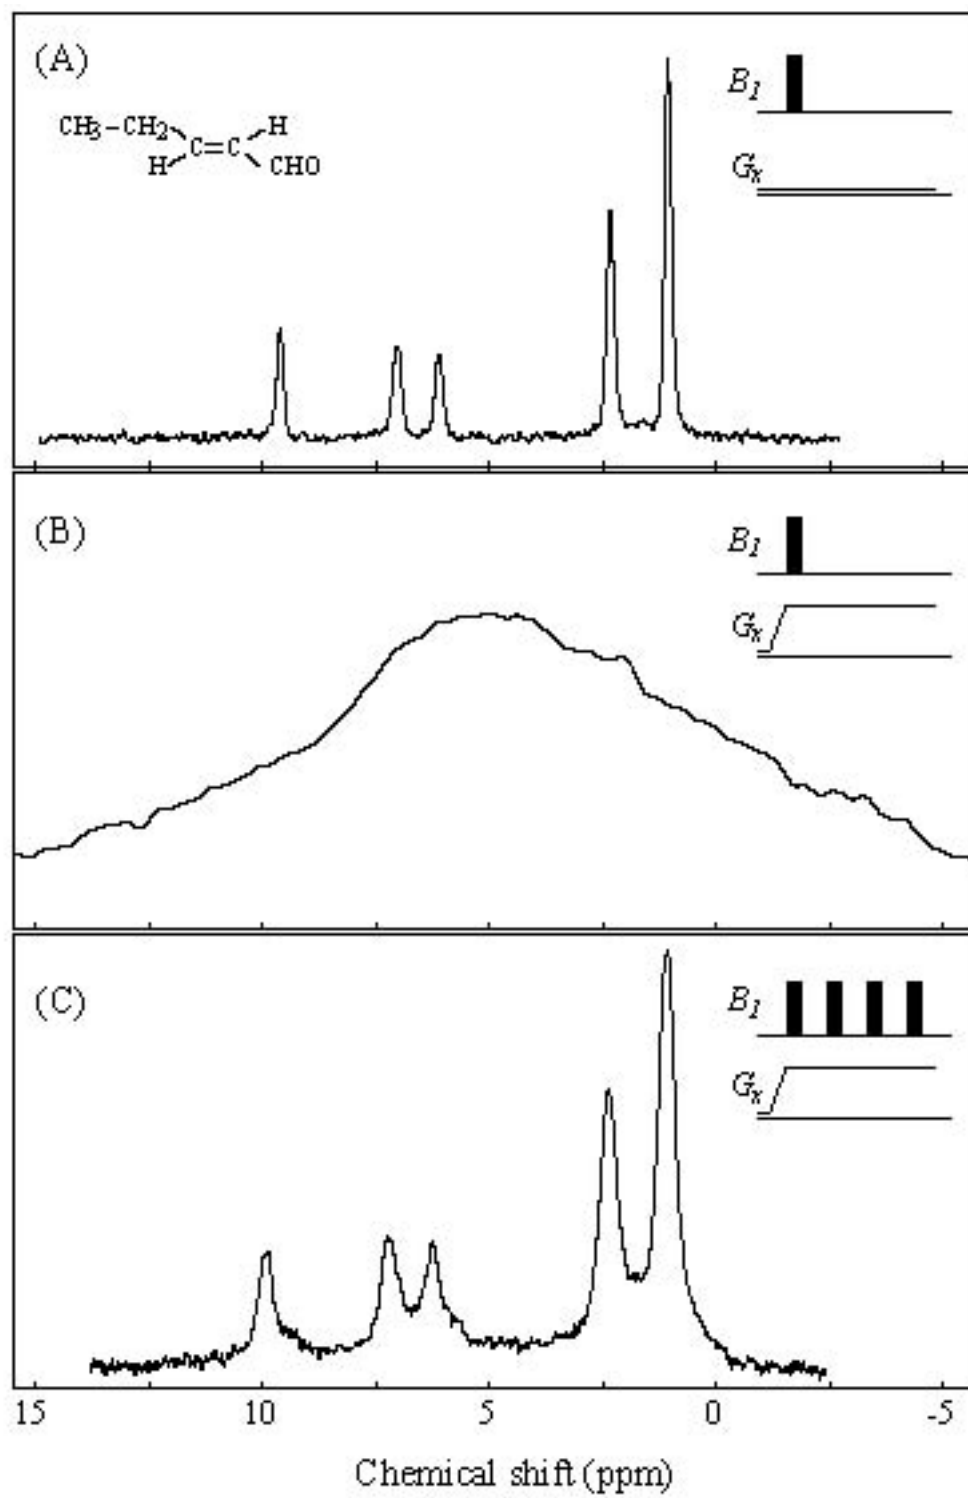 (A)
B1
CH3-CH2
H
C=C
H
CHO
Gx
(B)
B1
Gx
(C)
B1
Gx
15 10 5 0 -5
Chemical shift (ppm)